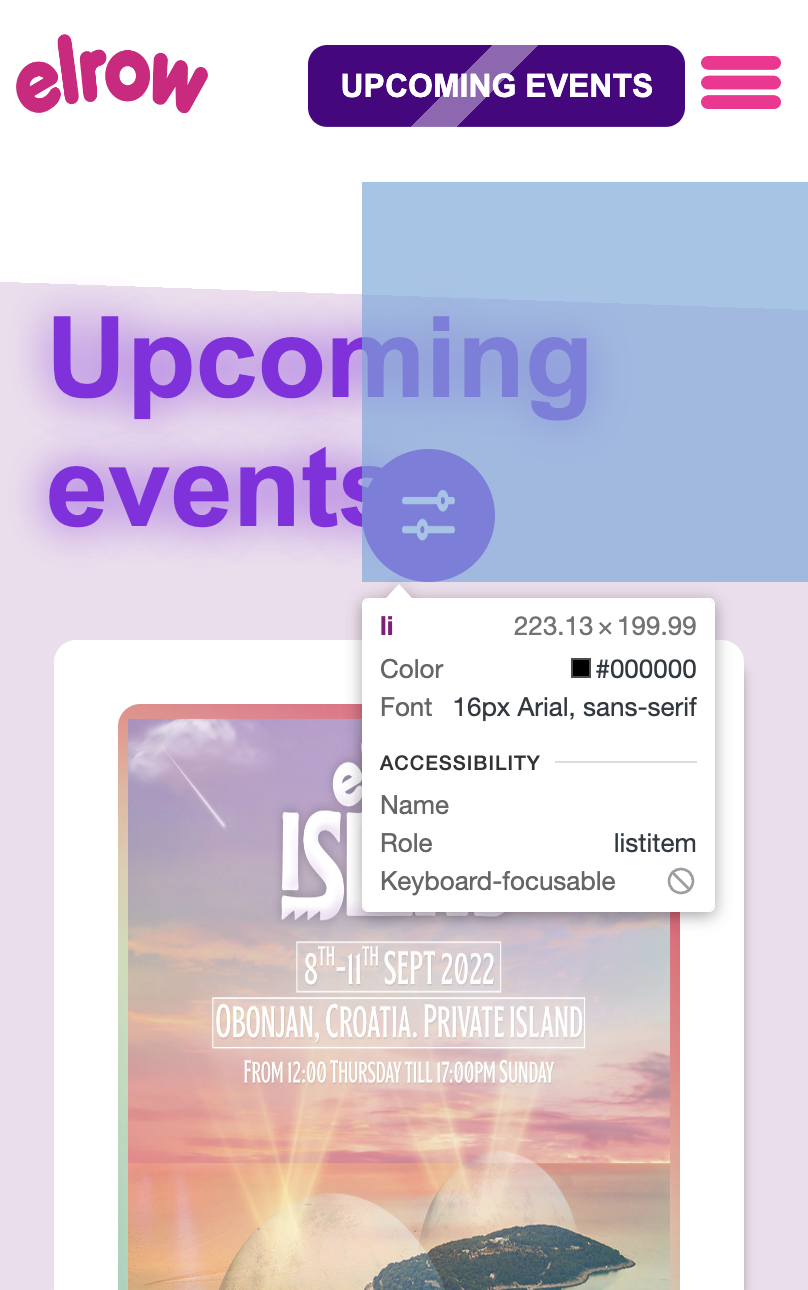 elrow
UPCOMING EVENTS
Upcoming
events
li 223.13 × 199.99
Color #000000
Font 16px Arial, sans-serif
ACCESSIBILITY
Name
Role listitem
Keyboard-focusable
8TH-11TH SEPT 2022
OBONJAN, CROATIA. PRIVATE ISLAND
FROM 12:00 THURSDAY TILL 17:00PM SUNDAY